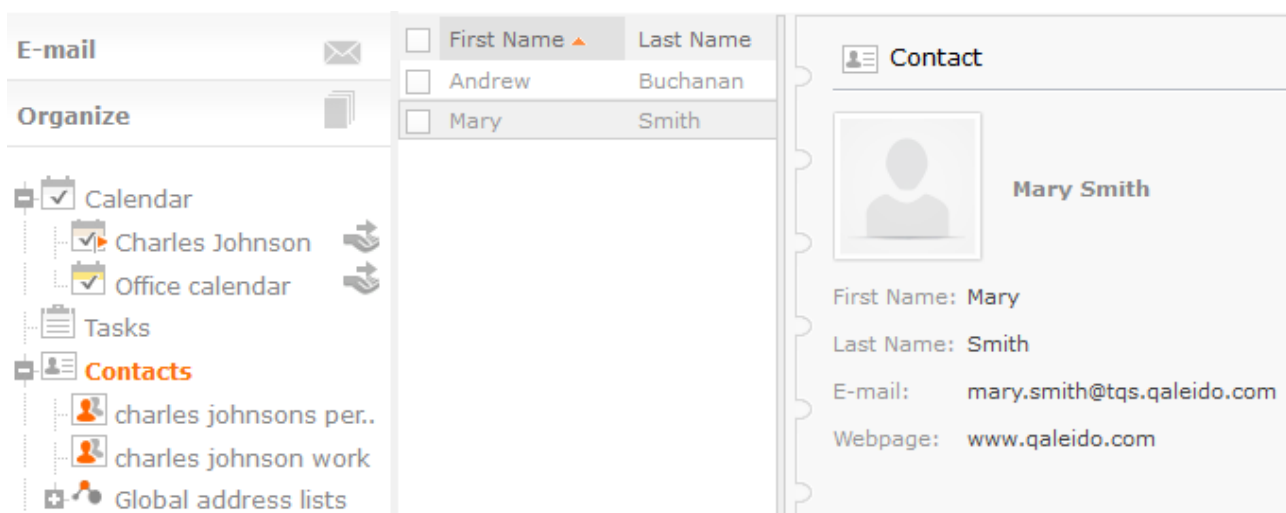 E-mail
Organize
Calendar
Charles Johnson
Office calendar
Tasks
Contacts
charles johnsons per..
charles johnson work
Global address lists
First Name Last Name
Andrew Buchanan
Mary Smith
Contact
Mary Smith
First Name: Mary
Last Name: Smith
E-mail: mary.smith@tqs.qaleido.com
Webpage: www.qaleido.com